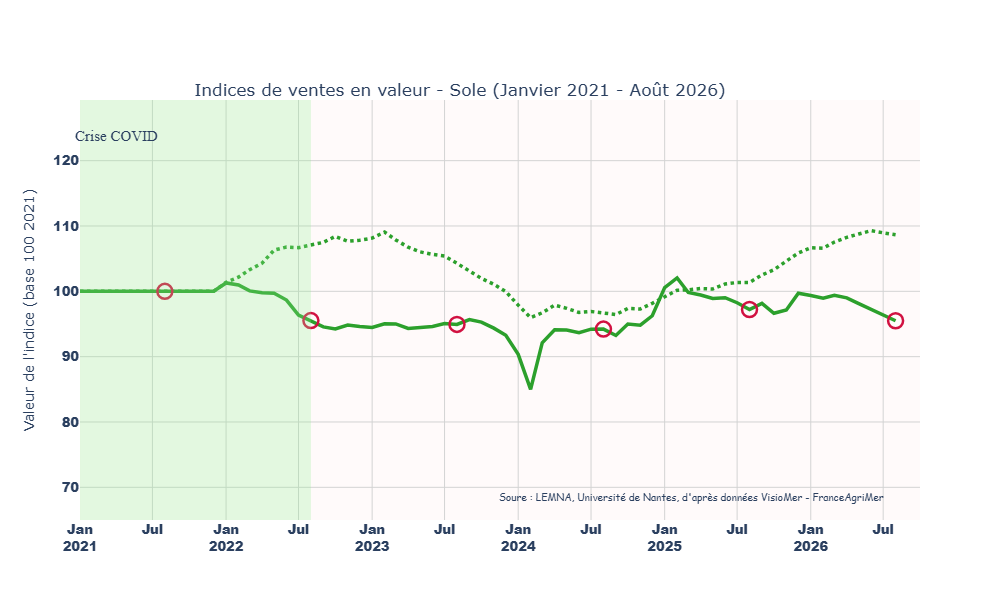 Indices de ventes en valeur - Sole (Janvier 2021 - Août 2026)
Crise COVID
Valeur de l'indice (base 100 2021)
120
110
100
90
80
70
Soure : LEMNA, Université de Nantes, d'après données VisioMer - FranceAgriMer
Jan Jul Jan Jul Jan Jul Jan Jul Jan Jul Jan Jul
2021 2022 2023 2024 2025 2026